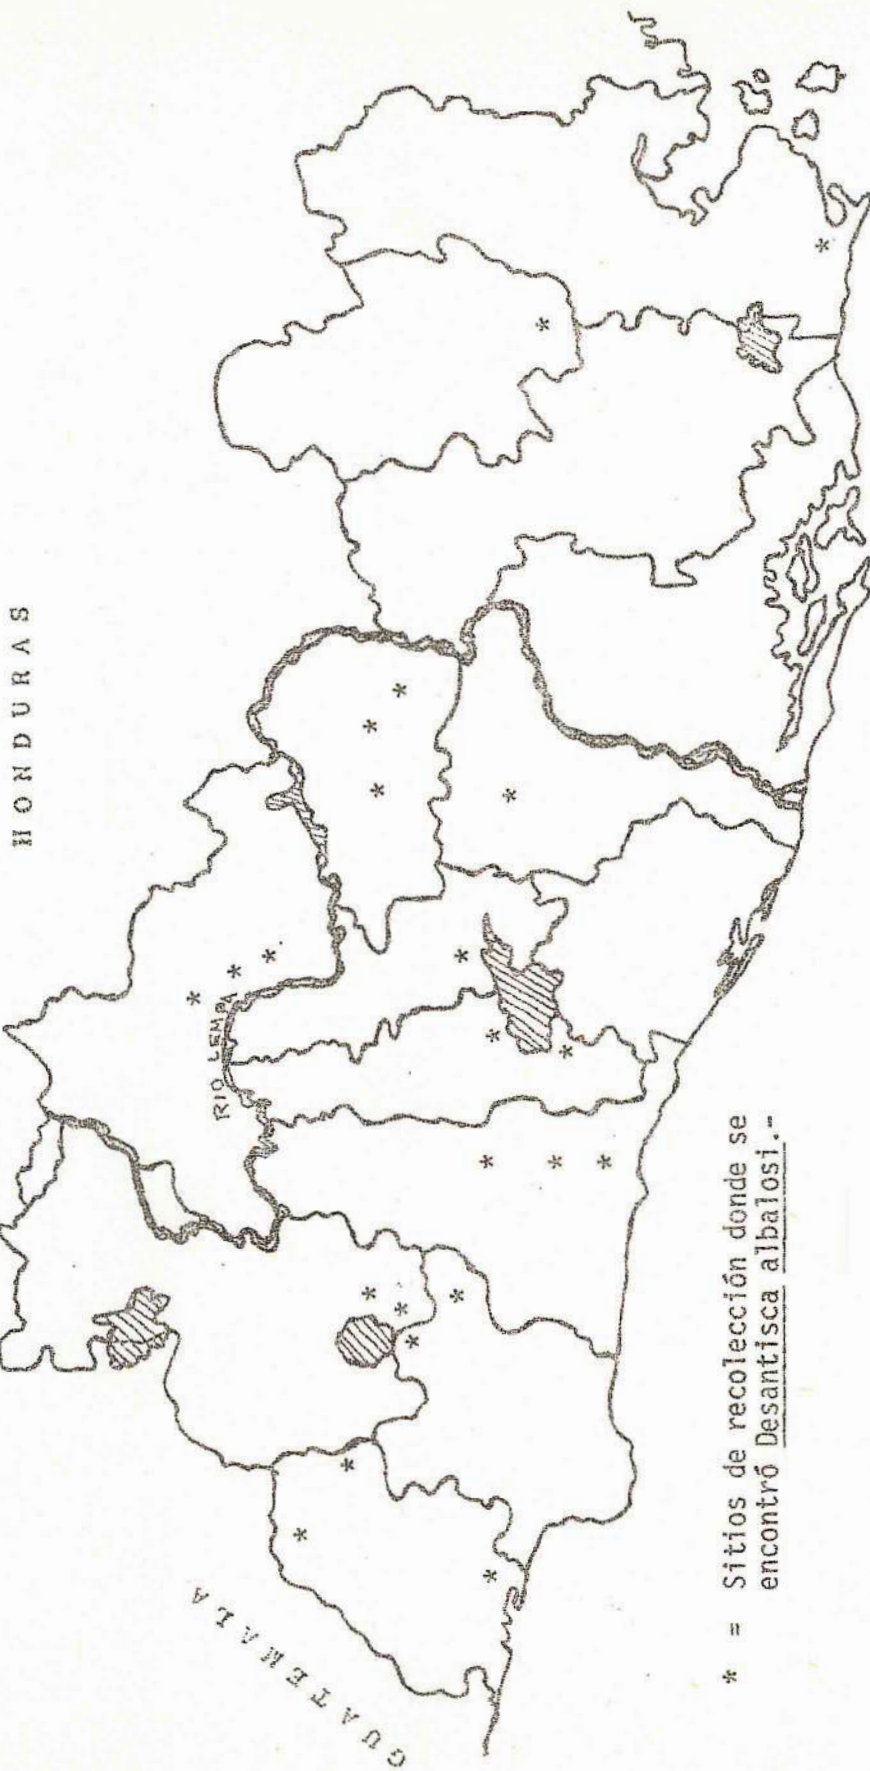 HONDURAS
RIO LEMPA
GUATEMALA
* = Sitios de recolección donde se
encontró Desantisca albalosi.-